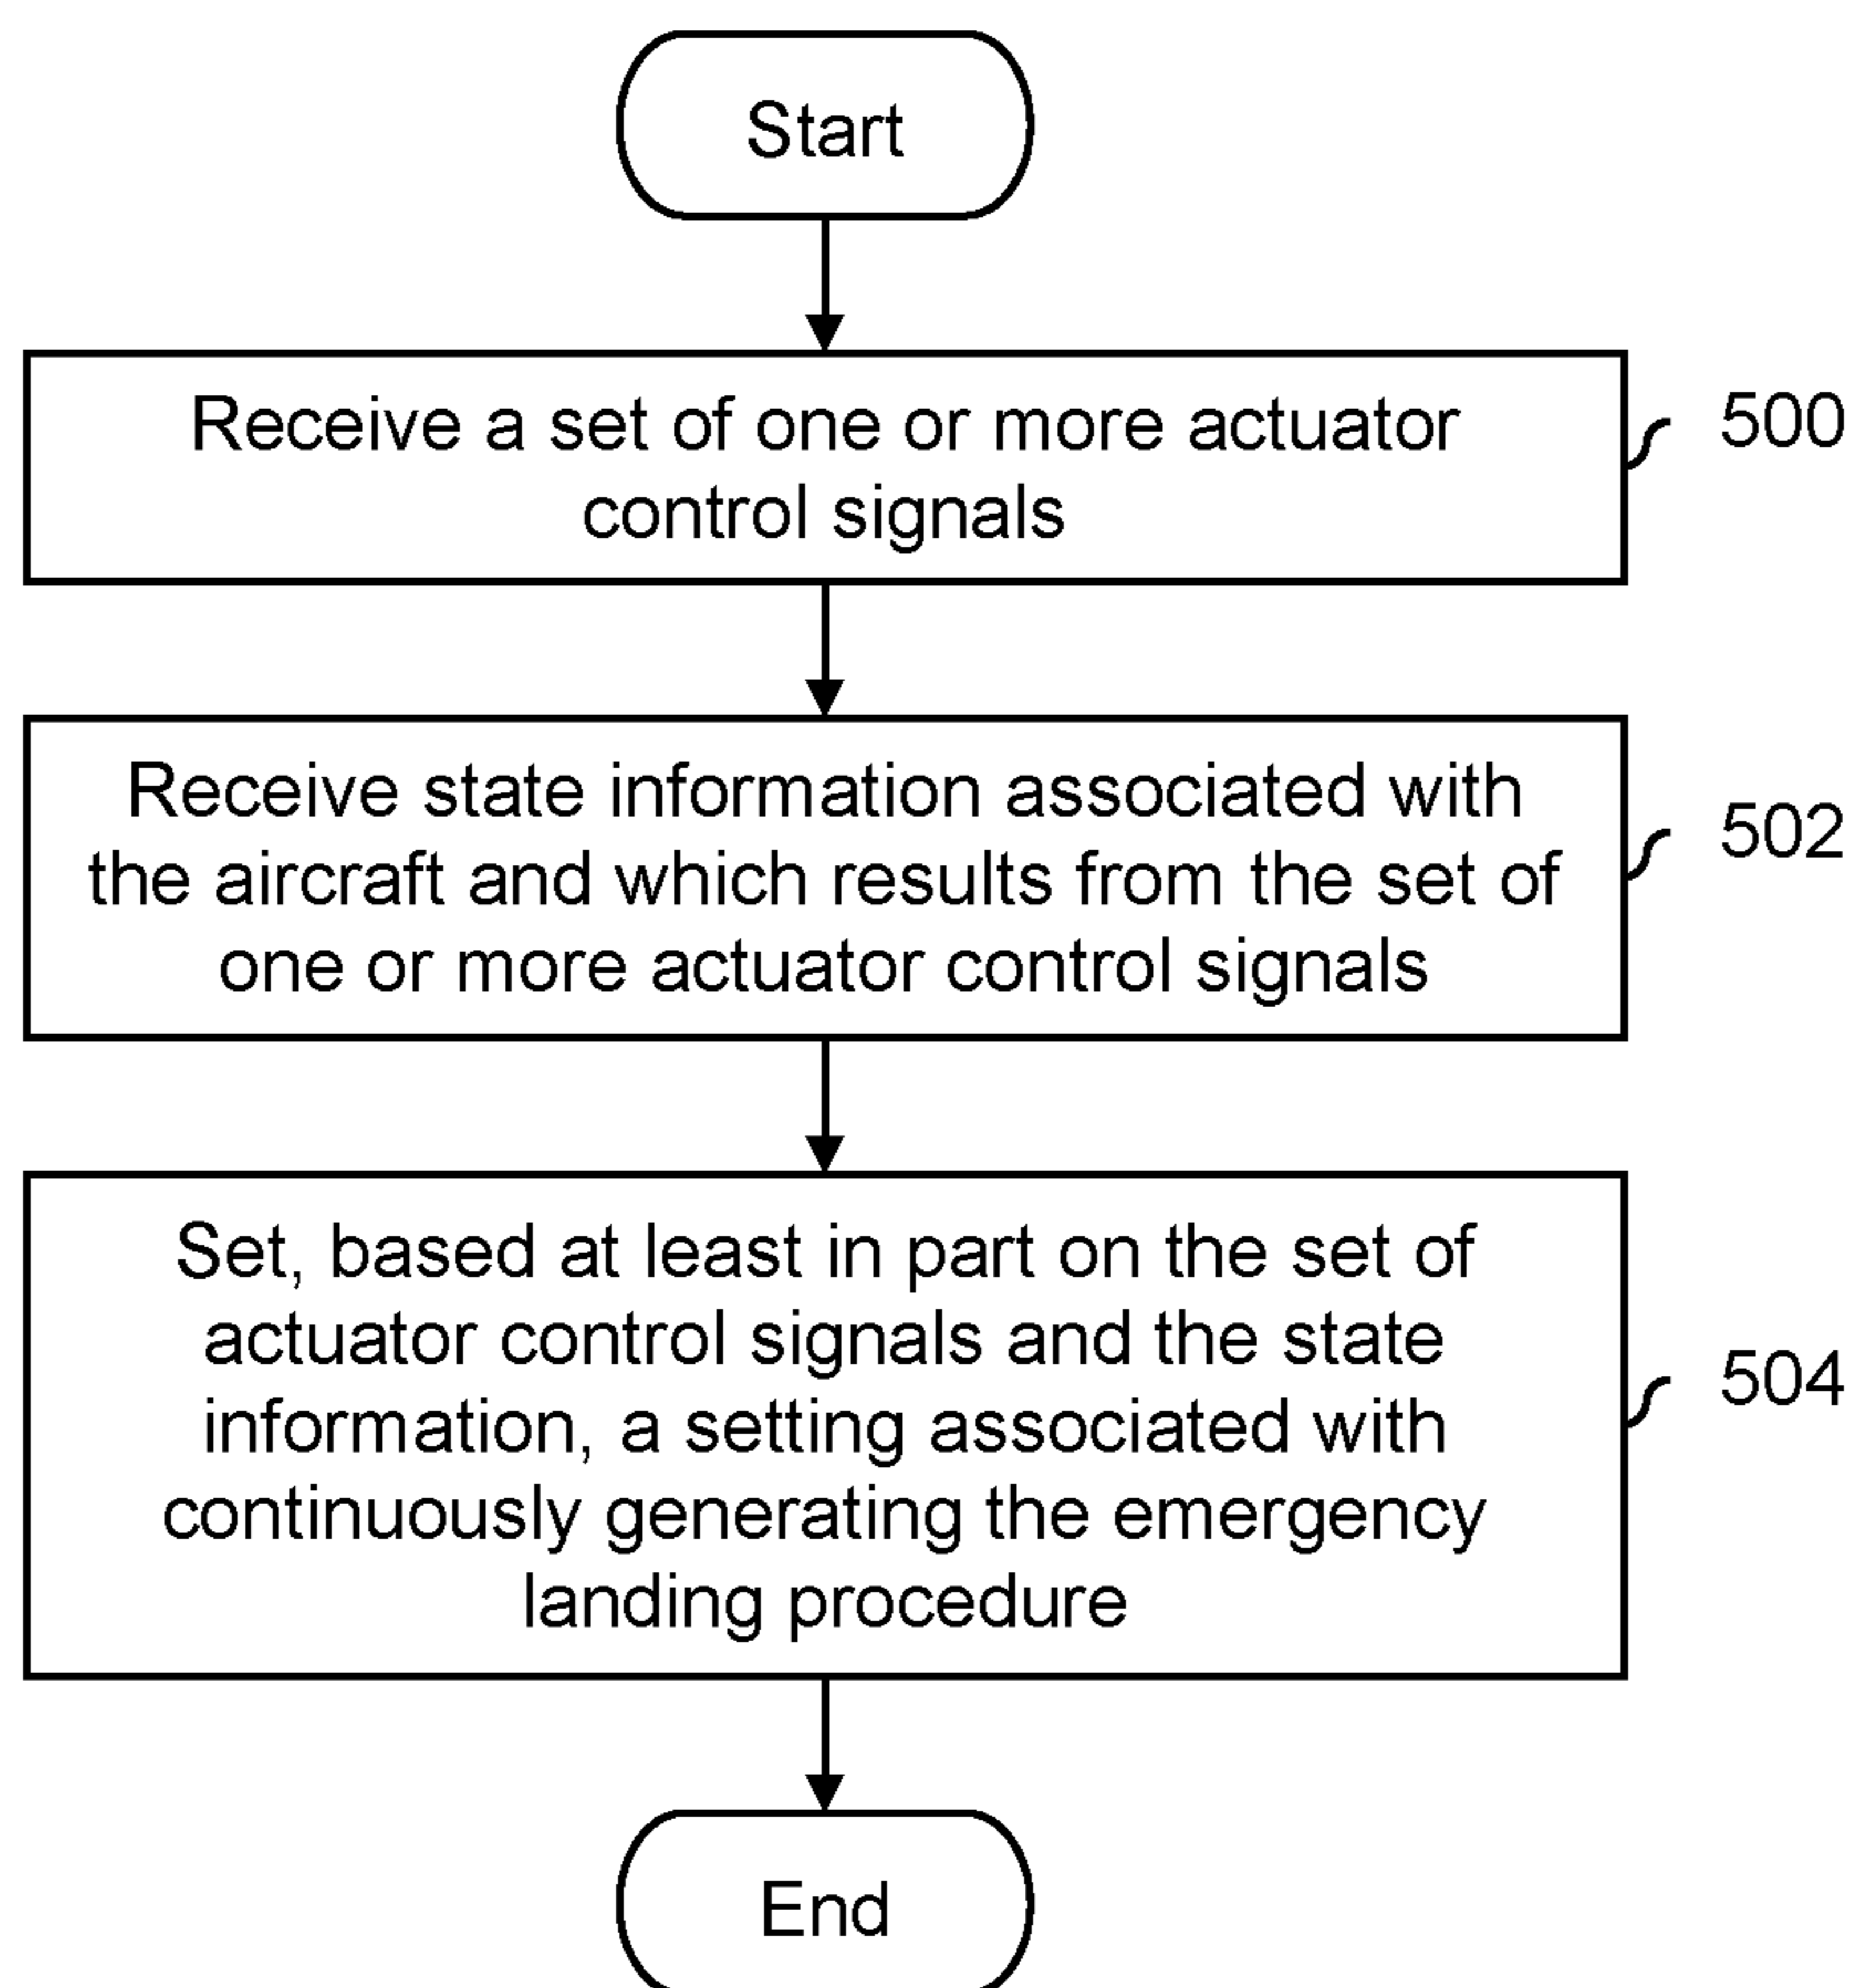 Start
Receive a set of one or more actuator
control signals
500
Receive state information associated with
the aircraft and which results from the set of
one or more actuator control signals
502
Set, based at least in part on the set of
actuator control signals and the state
information, a setting associated with
continuously generating the emergency
landing procedure
504
End